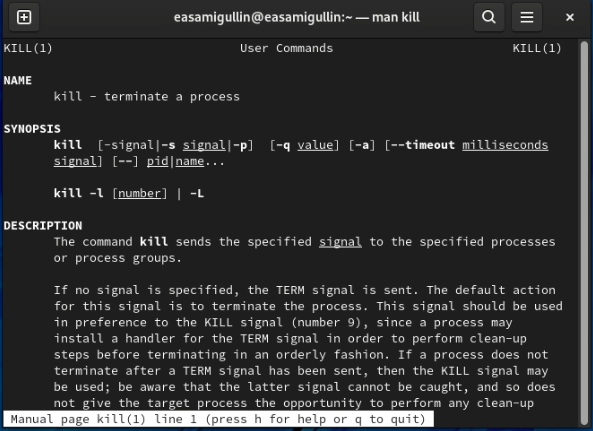 easamigullin@easamigullin:~ — man kill
KILL(1) User Commands KILL(1)
NAME
kill - terminate a process
SYNOPSIS
kill [-signal|-s signal|-p] [-q value] [-a] [--timeout milliseconds
signal] [--] pid|name...
kill -l [number] | -L
DESCRIPTION
The command kill sends the specified signal to the specified processes
or process groups.
If no signal is specified, the TERM signal is sent. The default action
for this signal is to terminate the process. This signal should be used
in preference to the KILL signal (number 9), since a process may
install a handler for the TERM signal in order to perform clean-up
steps before terminating in an orderly fashion. If a process does not
terminate after a TERM signal has been sent, then the KILL signal may
be used; be aware that the latter signal cannot be caught, and so does
not give the target process the opportunity to perform any clean-up
Manual page kill(1) line 1 (press h for help or q to quit)